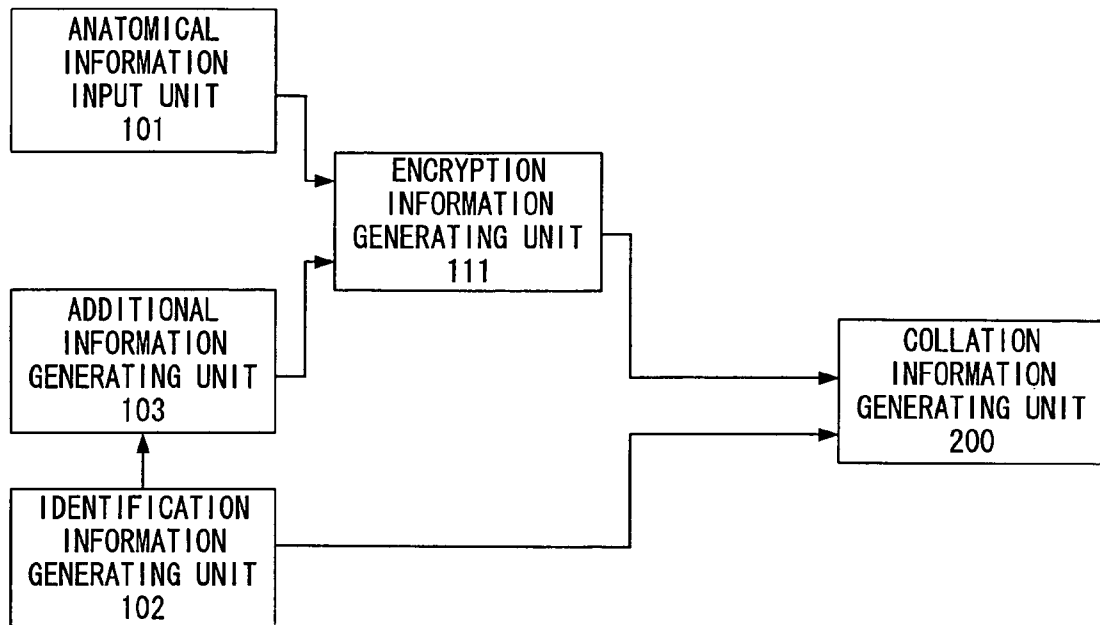 ANATOMICAL
INFORMATION
INPUT UNIT
101
ENCRYPTION
INFORMATION
GENERATING UNIT
111
ADDITIONAL
INFORMATION
GENERATING UNIT
103
COLLATION
INFORMATION
GENERATING UNIT
200
IDENTIFICATION
INFORMATION
GENERATING UNIT
102